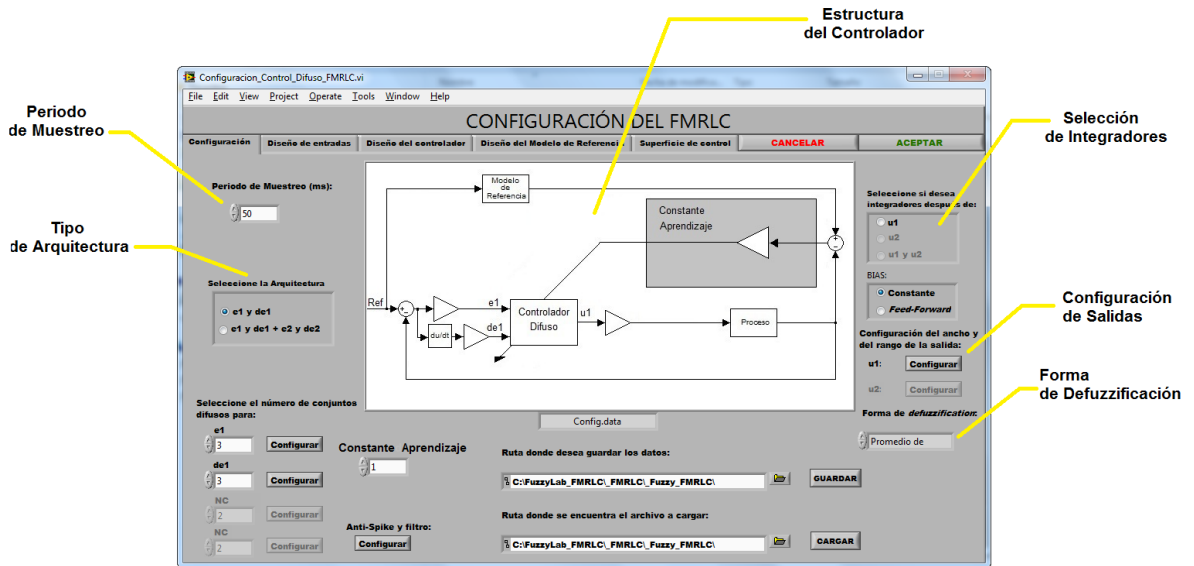 Estructura
del Controlador
Periodo
de Muestreo
Tipo
de Arquitectura
Selección
de Integradores
Configuración
de Salidas
Forma
de Defuzzificación
Configuracion_Control_Difuso_FMRLC.vi
File Edit View Project Operate Tools Window Help
CONFIGURACIÓN DEL FMRLC
Configuración
Diseño de entradas
Diseño del controlador
Diseño del Modelo de Referencia
Superficie de control
CANCELAR
ACEPTAR
Periodo de Muestreo (ms):
50
Seleccione la Arquitectura
e1 y de1
e1 y de1 + e2 y de2
Modelo
de
Referencia
Constante
Aprendizaje
+
-
Ref
+
-
e1
du/dt
de1
Controlador
Difuso
u1
Proceso
Seleccione si desea
integradores después de:
u1
u2
u1 y u2
BIAS:
Constante
Feed-Forward
Configuración del ancho y
del rango de la salida:
u1: Configurar
u2: Configurar
Forma de defuzzification:
Promedio de
Seleccione el número de conjuntos
difusos para:
e1
3 Configurar
de1
3 Configurar
NC
2 Configurar
NC
2 Configurar
Constante Aprendizaje
1
Anti-Spike y filtro:
Configurar
Config.data
Ruta donde desea guardar los datos:
C:\FuzzyLab_FMRLC\_FMRLC\_Fuzzy_FMRLC\
GUARDAR
Ruta donde se encuentra el archivo a cargar:
C:\FuzzyLab_FMRLC\_FMRLC\_Fuzzy_FMRLC\
CARGAR